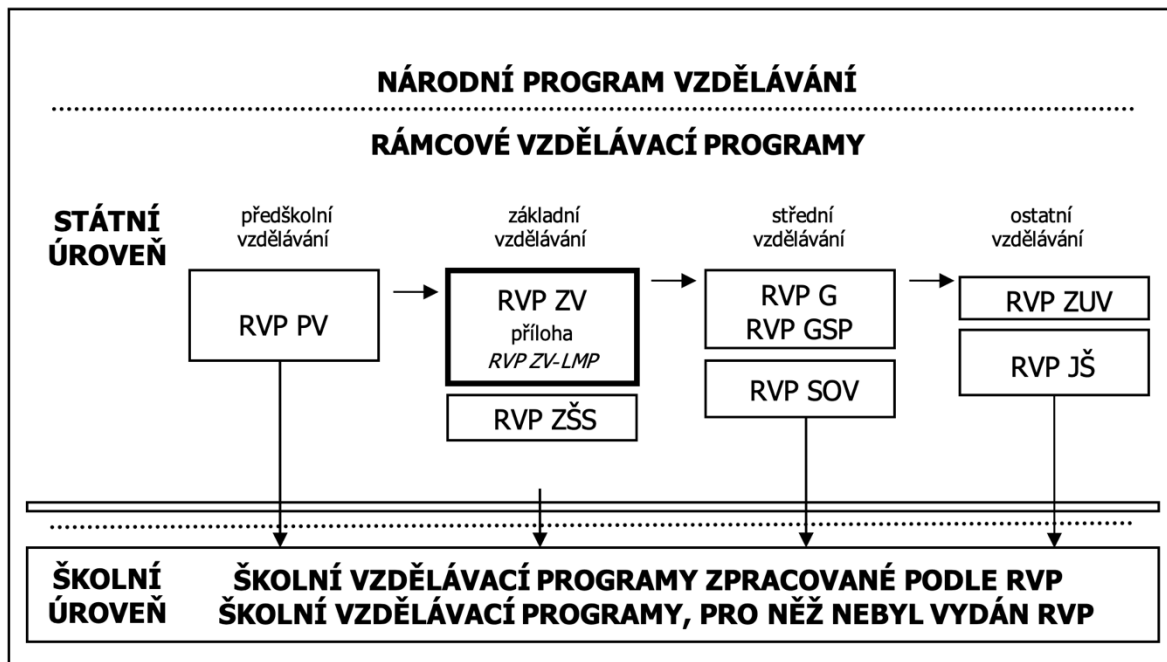 NÁRODNÍ PROGRAM VZDĚLÁVÁNÍ
RÁMCOVÉ VZDĚLÁVACÍ PROGRAMY
STÁTNÍ
ÚROVEŇ
předškolní
vzdělávání
základní
vzdělávání
střední
vzdělávání
ostatní
vzdělávání
RVP PV
RVP ZV
příloha
RVP ZV-LMP
RVP ZŠS
RVP G
RVP GSP
RVP SOV
RVP ZUV
RVP JŠ
ŠKOLNÍ
ÚROVEŇ
ŠKOLNÍ VZDĚLÁVACÍ PROGRAMY ZPRACOVANÉ PODLE RVP
ŠKOLNÍ VZDĚLÁVACÍ PROGRAMY, PRO NĚŽ NEBYL VYDÁN RVP